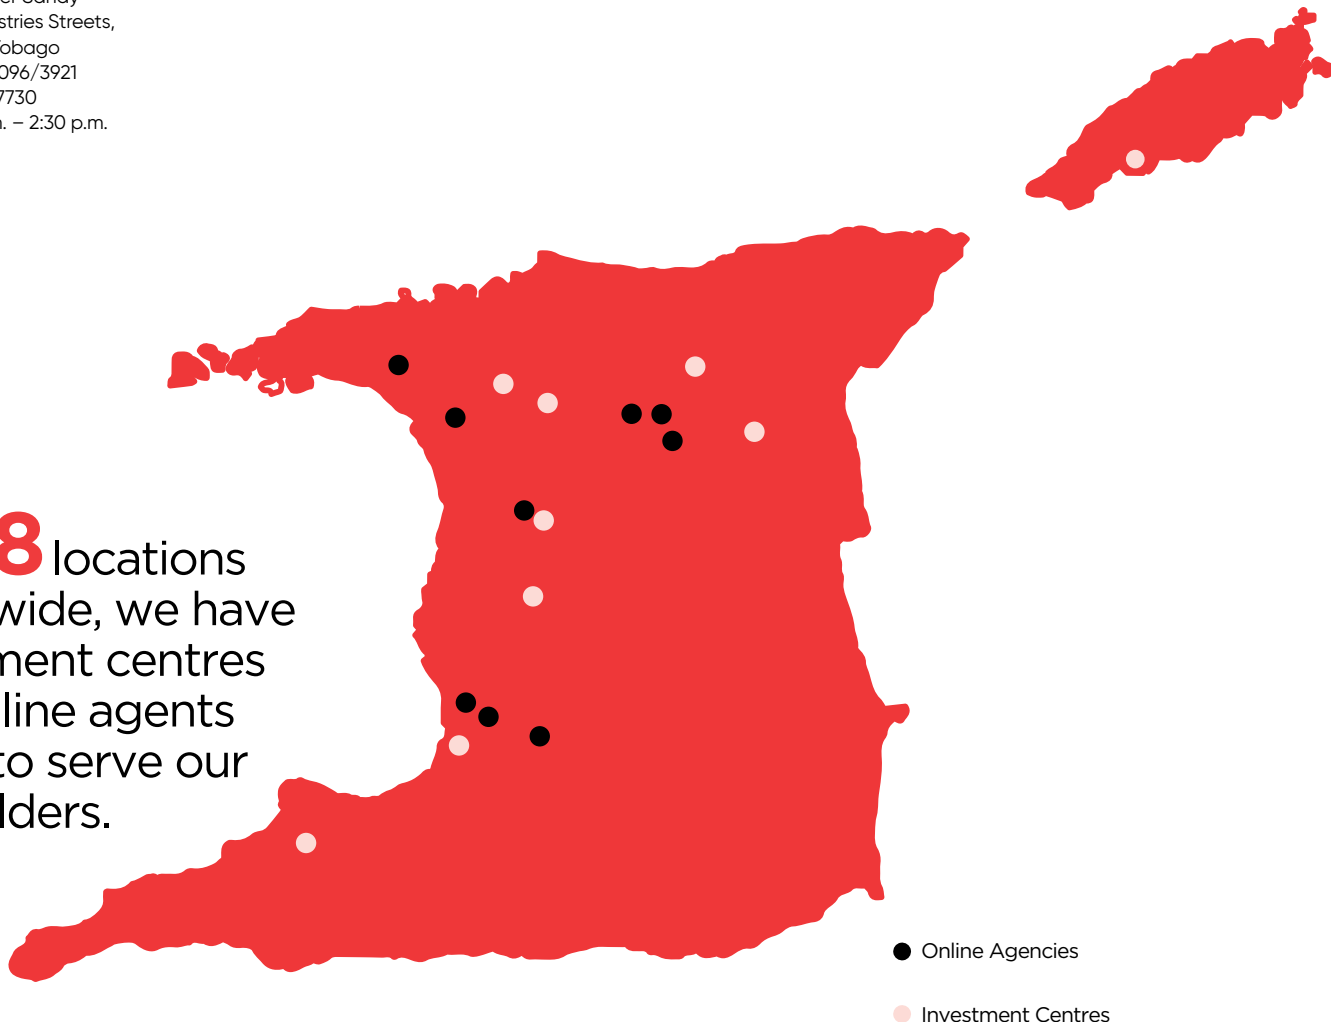 stries Streets,
obago
096/3921
7730
. – 2:30 p.m.
8 locations
wide, we have
ment centres
line agents
to serve our
lders.
Online Agencies
Investment Centres